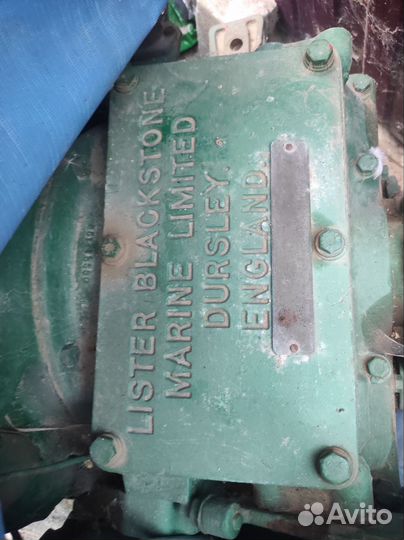 LISTER BLACKSTONE
MARINE LIMITED
DURSLEY.
ENGLAND.
Avito